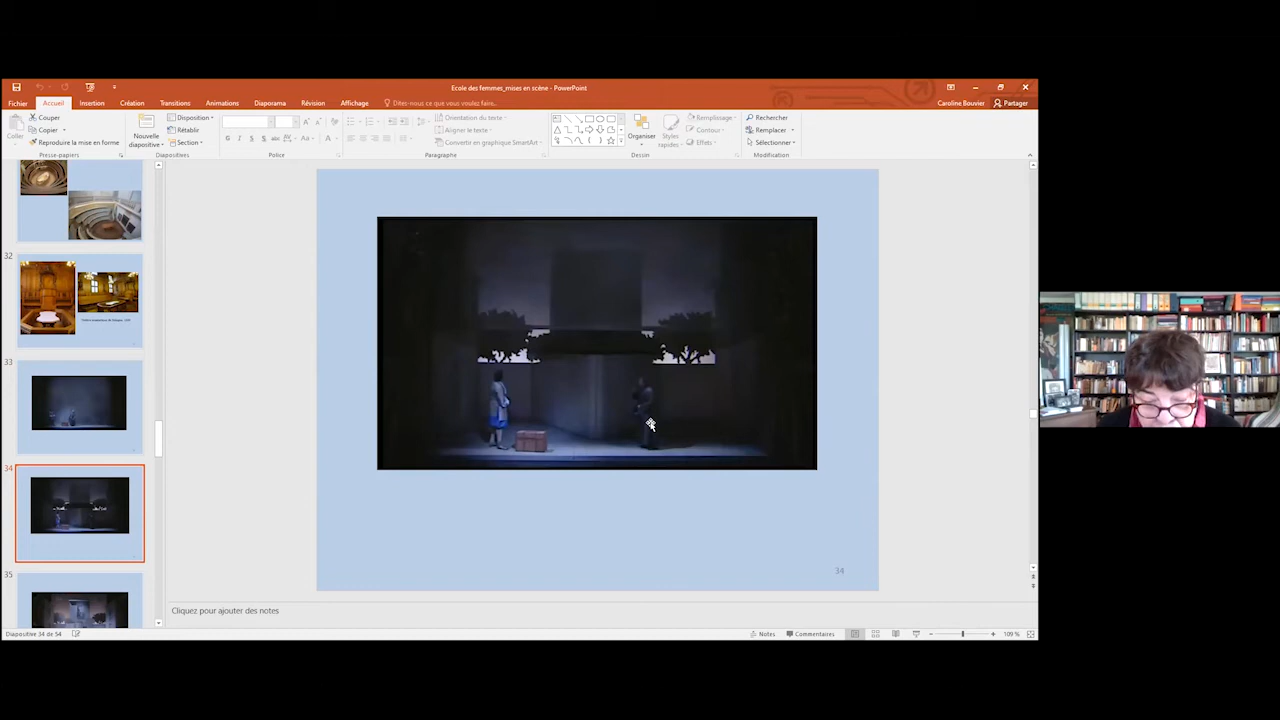 Ecole des femmes_mises en scène - PowerPoint
Fichier Accueil Insertion Création Transitions Animations Diaporama Révision Affichage Dites-nous ce que vous voulez faire... Caroline Bouvier Partager
Coller
Couper
Copier
Reproduire la mise en forme
Presse-papiers
Nouvelle
diapositive
Disposition
Rétablir
Section
Diapositives
G I S S abc AV Aa A
Police
Orientation du texte
Aligner le texte
Convertir en graphique SmartArt
Paragraphe
Organiser
Styles
rapides
Remplissage
Contour
Effets
Dessin
Rechercher
Remplacer
Sélectionner
Modification
32
33
34
35
34
Cliquez pour ajouter des notes
Diapositive 34 de 54 Notes Commentaires 109 %